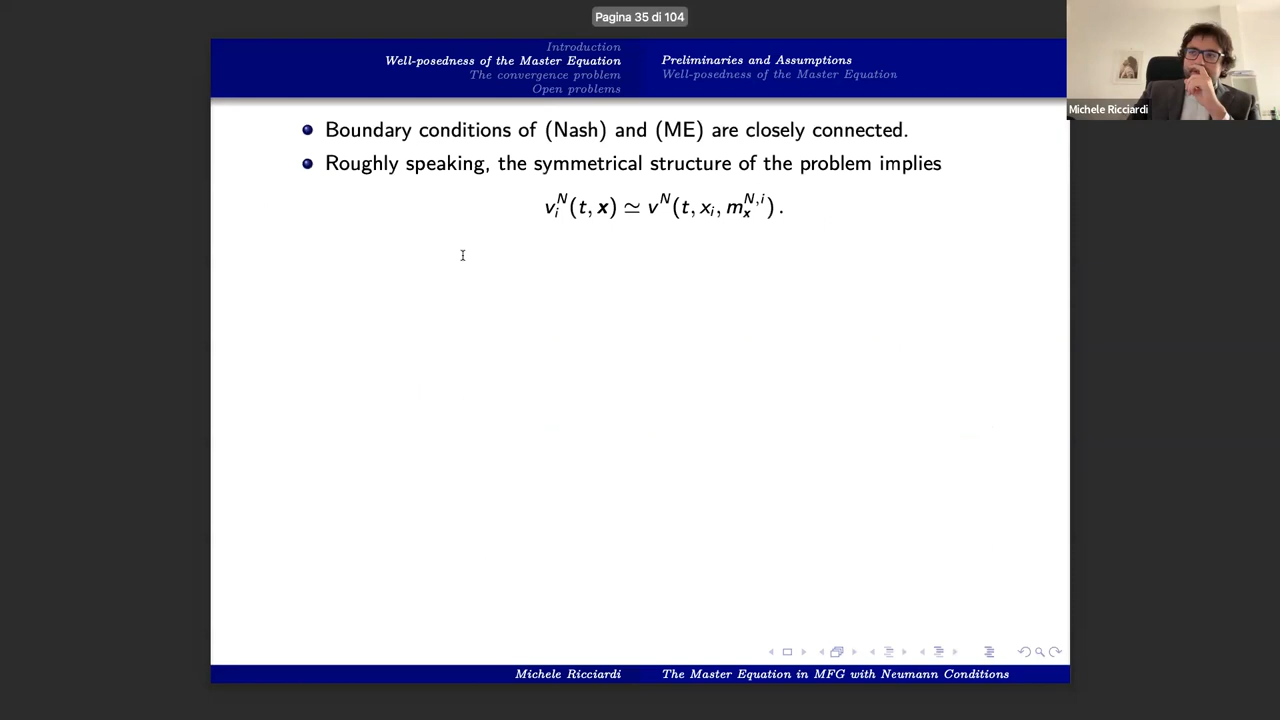 Pagina 35 di 104
Introduction
Well-posedness of the Master Equation
The convergence problem
Open problems
Preliminaries and Assumptions
Well-posedness of the Master Equation
Michele Ricciardi
Boundary conditions of (Nash) and (ME) are closely connected.
Roughly speaking, the symmetrical structure of the problem implies
v_i^N(t, x) ≃ v^N(t, x_i, m_x^{N,i}) .
Michele Ricciardi
The Master Equation in MFG with Neumann Conditions